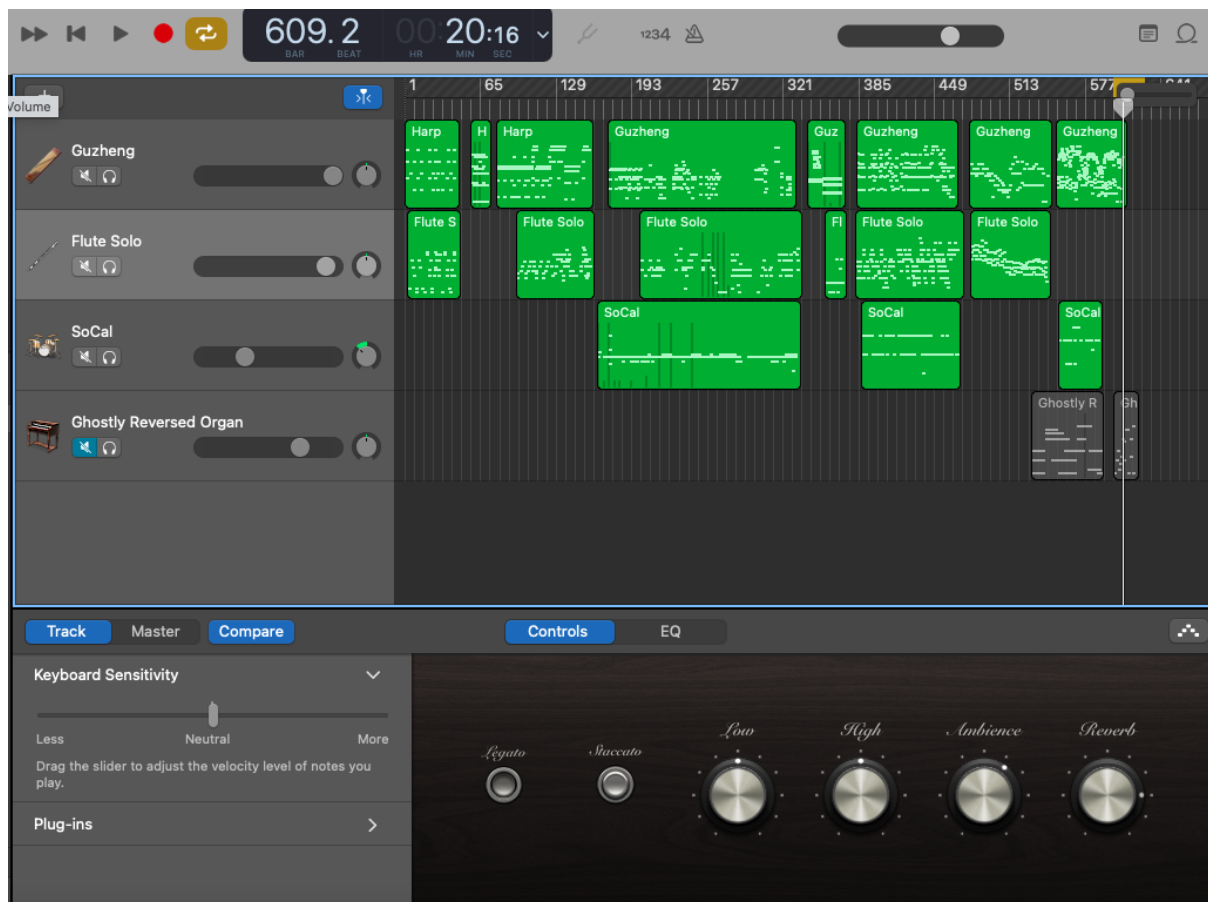 609. 2
BAR BEAT
00:20:16
HR MIN SEC
1234
Volume
1 65 129 193 257 321 385 449 513 577 641
Guzheng
Harp H Harp Guzheng Guz Guzheng Guzheng Guzheng
Flute Solo
Flute S Flute Solo Flute Solo Fl Flute Solo Flute Solo
SoCal
SoCal SoCal SoCal
Ghostly Reversed Organ
Ghostly R Gh
Track Master Compare Controls EQ
Keyboard Sensitivity
Less Neutral More
Drag the slider to adjust the velocity level of notes you
play.
Plug-ins
Legato Staccato Low High Ambience Reverb